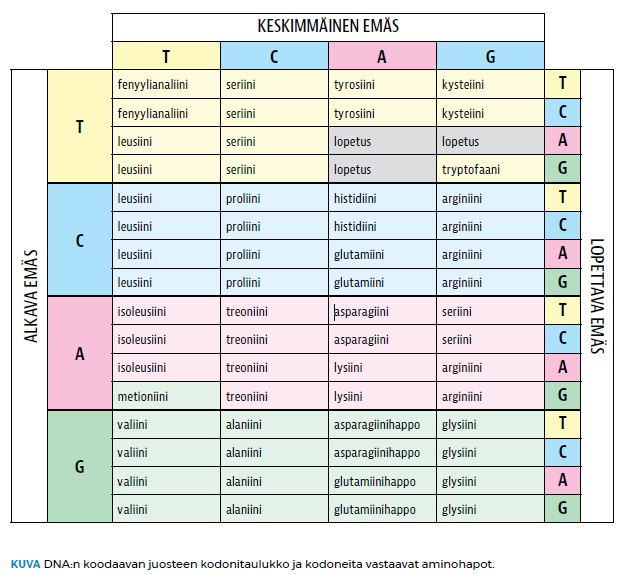 KESKIMMÄINEN EMÄS
T C A G
ALKAVA EMÄS
LOPETTAVA EMÄS
T
fenyylianaliini seriini tyrosiini kysteiini T
fenyylianaliini seriini tyrosiini kysteiini C
leusiini seriini lopetus lopetus A
leusiini seriini lopetus tryptofaani G
C
leusiini proliini histidiini arginiini T
leusiini proliini histidiini arginiini C
leusiini proliini glutamiini arginiini A
leusiini proliini glutamiini arginiini G
A
isoleusiini treoniini asparagiini seriini T
isoleusiini treoniini asparagiini seriini C
isoleusiini treoniini lysiini arginiini A
metioniini treoniini lysiini arginiini G
G
valiini alaniini asparagiinihappo glysiini T
valiini alaniini asparagiinihappo glysiini C
valiini alaniini glutamiinihappo glysiini A
valiini alaniini glutamiinihappo glysiini G
KUVA DNA:n koodaavan juosteen kodonitaulukko ja kodoneita vastaavat aminohapot.